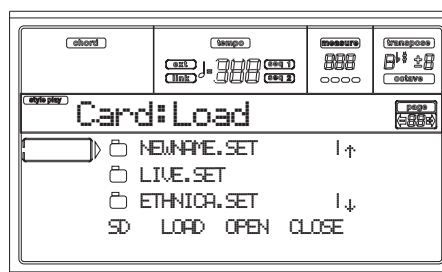 chord tempo measure transpose
ext seq 1
link seq 2
octave
style play page
Card:Load
NEWNAME.SET
LIVE.SET
ETHNICA.SET
SD LOAD OPEN CLOSE